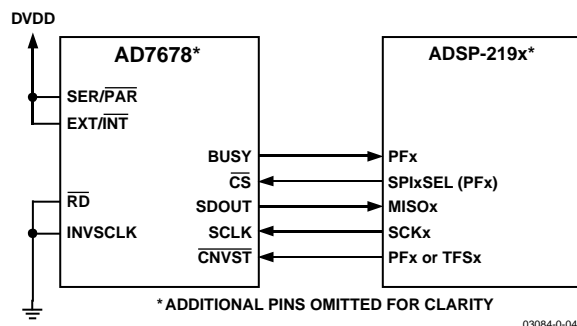 DVDD
AD7678*
ADSP-219x*
SER/PAR
EXT/INT
BUSY
PFx
CS
SPIxSEL (PFx)
RD
SDOUT
MISOx
INVSCLK
SCLK
SCKx
CNVST
PFx or TFSx
*ADDITIONAL PINS OMITTED FOR CLARITY
03084-0-04